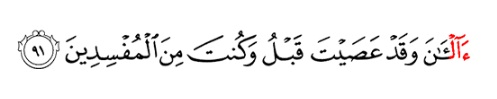 ءَآلْـَٰٔنَ وَقَدْ عَصَيْتَ قَبْلُ وَكُنتَ مِنَ ٱلْمُفْسِدِينَ ٩١